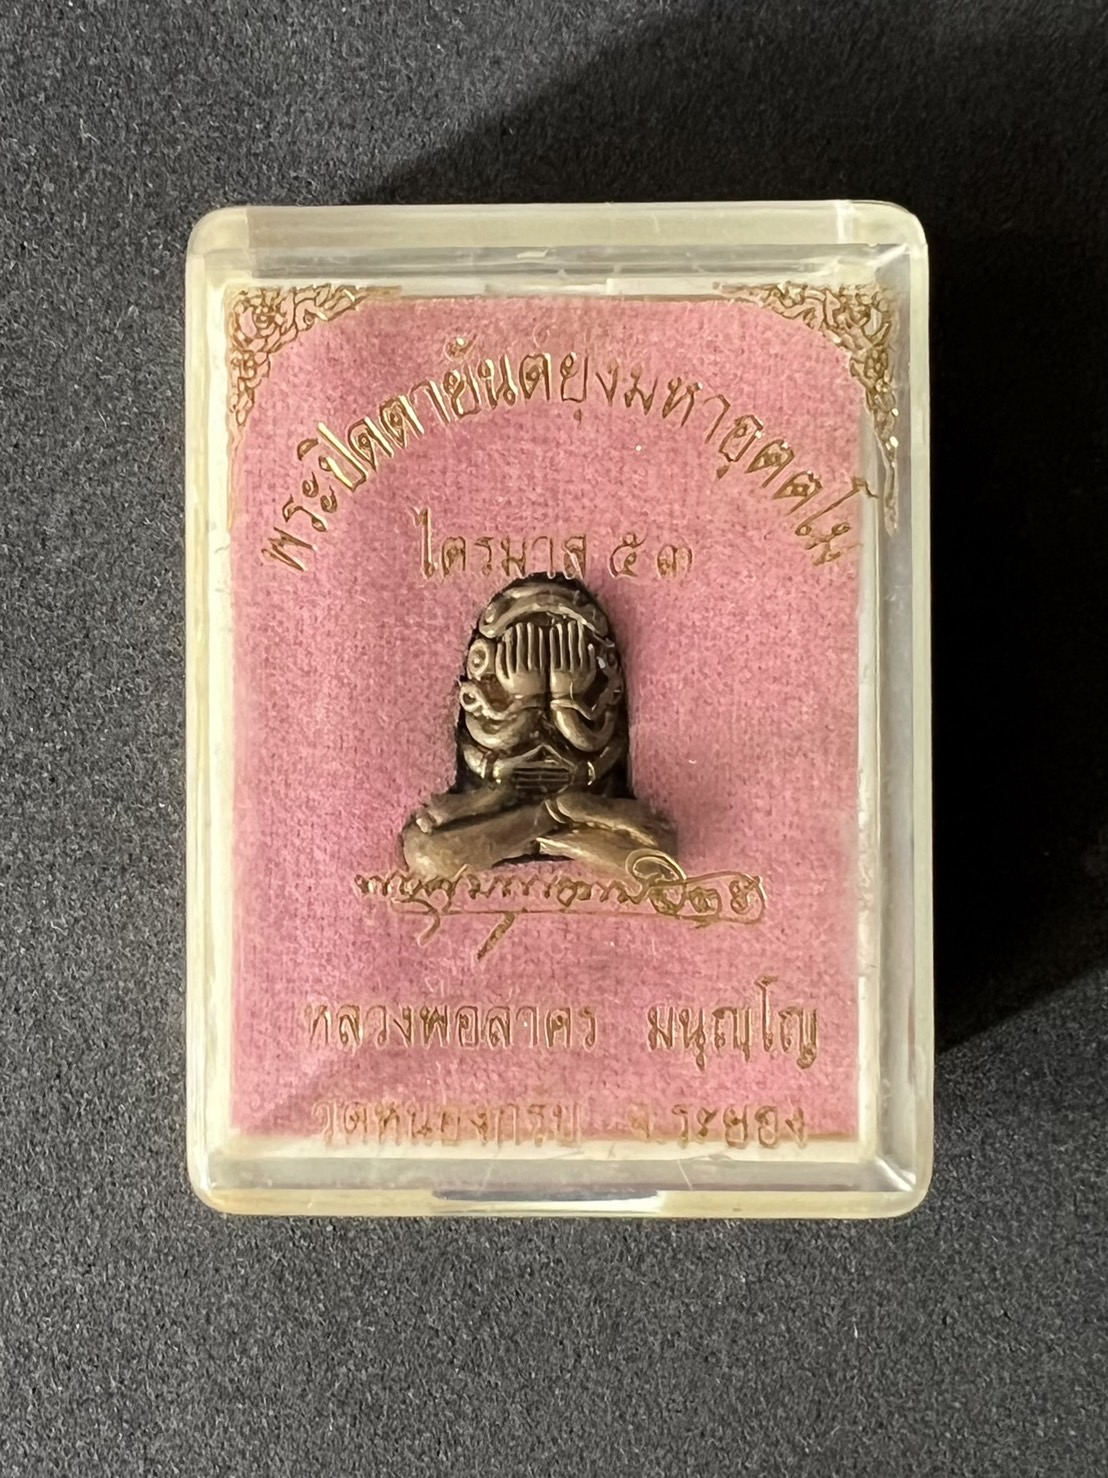 พระปิดตายันต์ยุ่งมหาอุตตโม
ไตรมาส ๕๓
หลวงพ่อสาคร มนุญโญ
วัดหนองกรับ จ.ระยอง